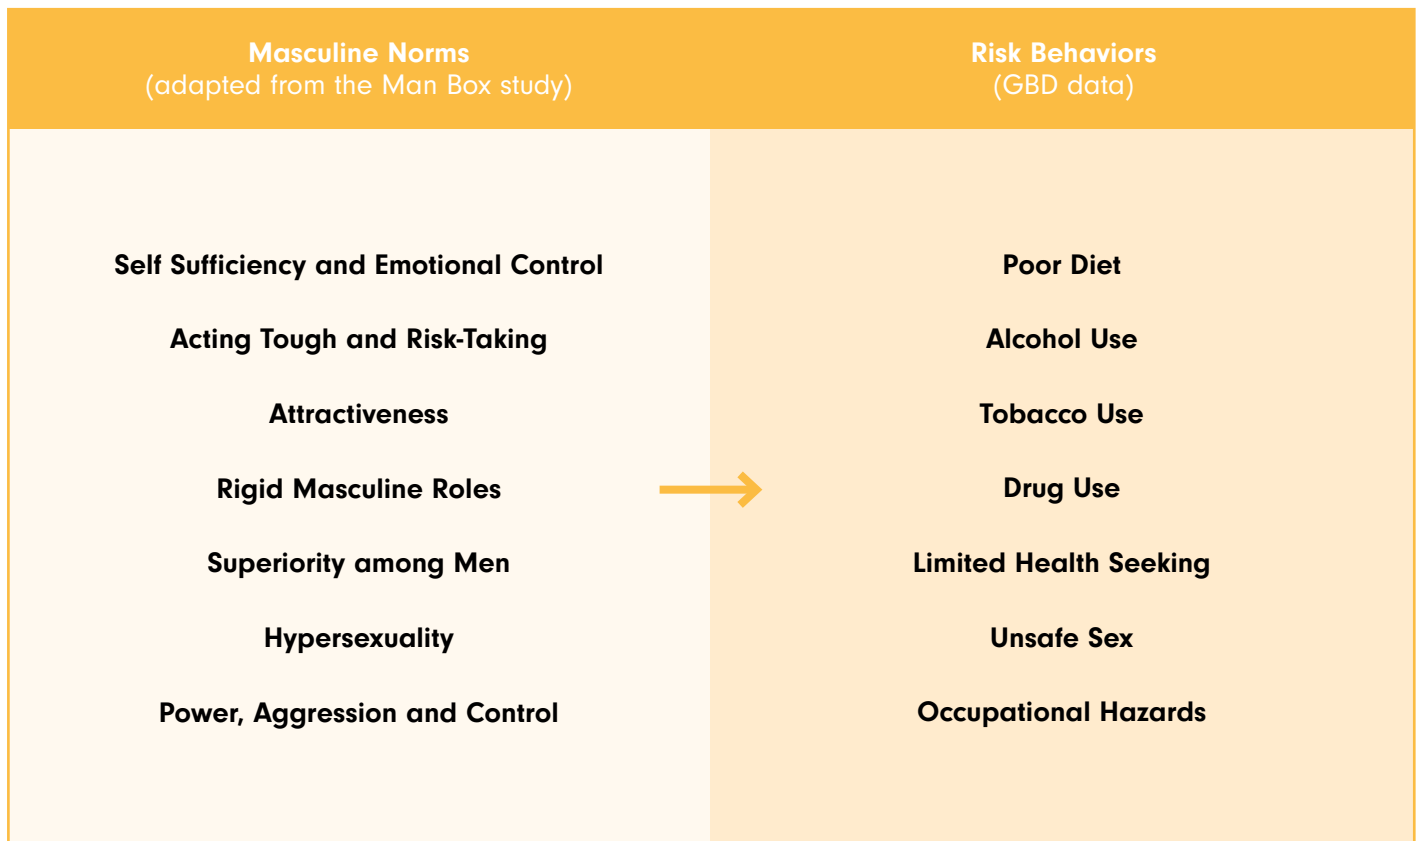 Masculine Norms
(adapted from the Man Box study)
Self Sufficiency and Emotional Control
Acting Tough and Risk-Taking
Attractiveness
Rigid Masculine Roles
Superiority among Men
Hypersexuality
Power, Aggression and Control
Risk Behaviors
(GBD data)
Poor Diet
Alcohol Use
Tobacco Use
Drug Use
Limited Health Seeking
Unsafe Sex
Occupational Hazards